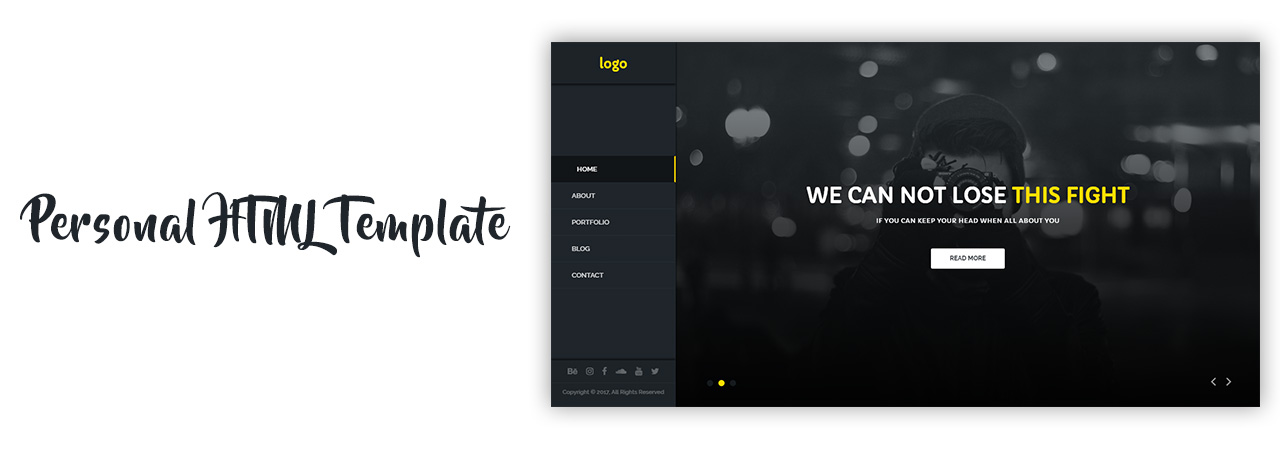 Personal HTML Template
logo
HOME
ABOUT
PORTFOLIO
BLOG
CONTACT
Copyright © 2017, All Rights Reserved
WE CAN NOT LOSE THIS FIGHT
IF YOU CAN KEEP YOUR HEAD WHEN ALL ABOUT YOU
READ MORE